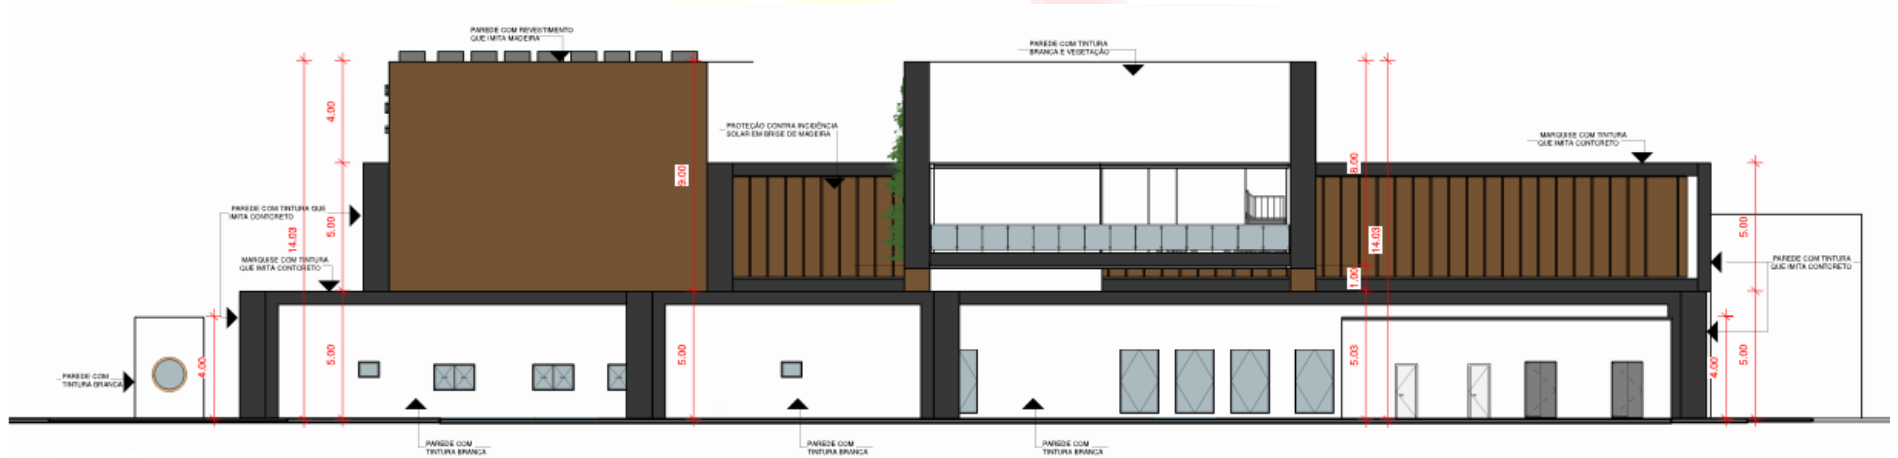 PAREDE COM REVESTIMENTO
QUE IMITA MADEIRA
PAREDE COM TINTURA
BRANCA E VEGETAÇÃO
PROTEÇÃO CONTRA INCIDÊNCIA
SOLAR EM BRISE DE MADEIRA
MARQUISE COM TINTURA
QUE IMITA CONTCRETO
PAREDE COM TINTURA QUE
IMITA CONTCRETO
MARQUISE COM TINTURA
QUE IMITA CONTCRETO
PAREDE COM TINTURA
QUE IMITA CONTCRETO
PAREDE COM
TINTURA BRANCA
PAREDE COM
TINTURA BRANCA
PAREDE COM
TINTURA BRANCA
PAREDE COM
TINTURA BRANCA
4.00
14.03
4.00
5.00
5.00
9.00
5.00
8.00
1.00
5.03
14.03
4.00
5.00
5.00